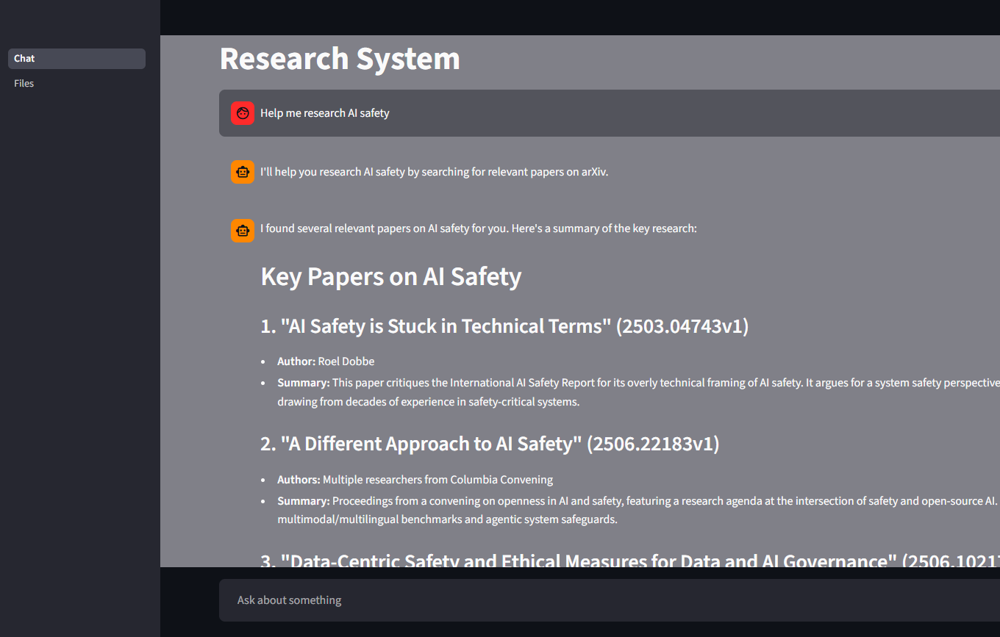 Chat
Files
Research System
Help me research AI safety
I'll help you research AI safety by searching for relevant papers on arXiv.
I found several relevant papers on AI safety for you. Here's a summary of the key research:
Key Papers on AI Safety
1. "AI Safety is Stuck in Technical Terms" (2503.04743v1)
• Author: Roel Dobbe
• Summary: This paper critiques the International AI Safety Report for its overly technical framing of AI safety. It argues for a system safety perspective
drawing from decades of experience in safety-critical systems.
2. "A Different Approach to AI Safety" (2506.22183v1)
• Authors: Multiple researchers from Columbia Convening
• Summary: Proceedings from a convening on openness in AI and safety, featuring a research agenda at the intersection of safety and open-source AI.
multimodal/multilingual benchmarks and agentic system safeguards.
3. "Data-Centric Safety and Ethical Measures for Data and AI Governance" (2506.10217
Ask about something